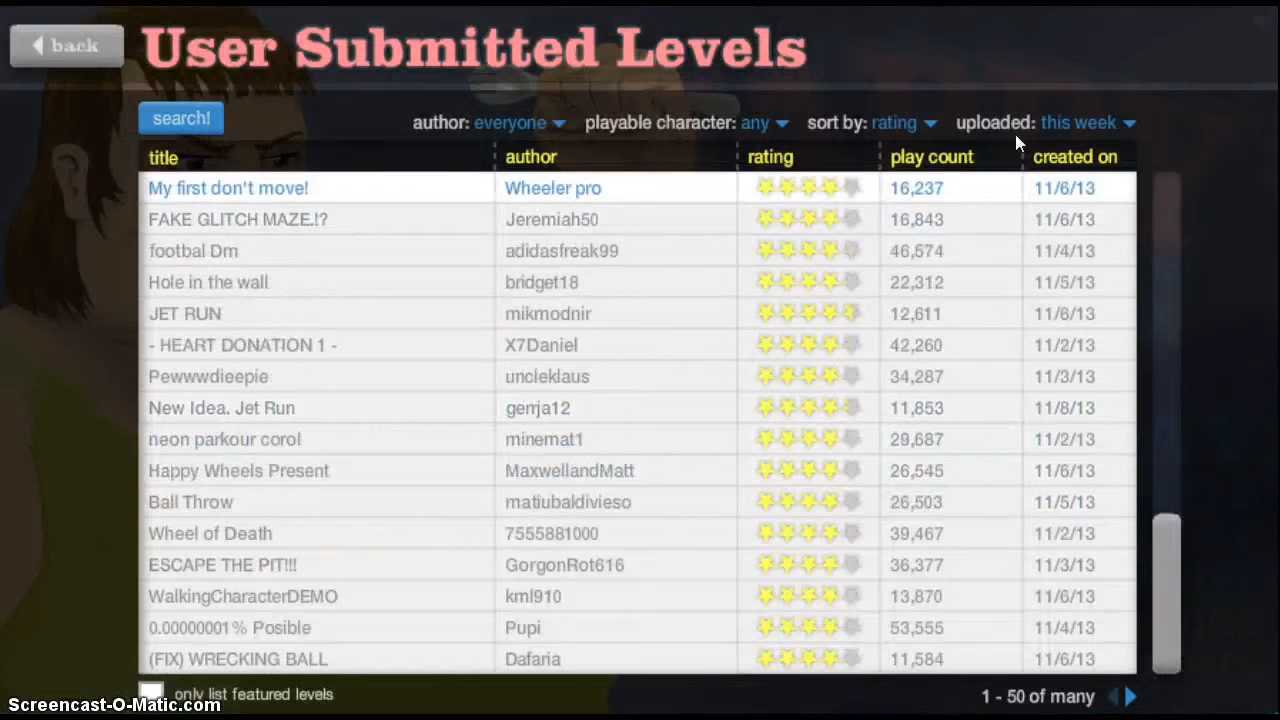 back
User Submitted Levels
search!
author: everyone playable character: any sort by: rating uploaded: this week
title author rating play count created on
My first don't move! Wheeler pro 16,237 11/6/13
FAKE GLITCH MAZE.!? Jeremiah50 16,843 11/6/13
footbal Dm adidasfreak99 46,574 11/4/13
Hole in the wall bridget18 22,312 11/5/13
JET RUN mikmodnir 12,611 11/6/13
- HEART DONATION 1 - X7Daniel 42,260 11/2/13
Pewwwdieepie uncleklaus 34,287 11/3/13
New Idea. Jet Run gerrja12 11,853 11/8/13
neon parkour corol minemat1 29,687 11/2/13
Happy Wheels Present MaxwellandMatt 26,545 11/6/13
Ball Throw matiubaldivieso 26,503 11/5/13
Wheel of Death 7555881000 39,467 11/2/13
ESCAPE THE PIT!!! GorgonRot616 36,377 11/3/13
WalkingCharacterDEMO kml910 13,870 11/6/13
0.00000001% Posible Pupi 53,555 11/4/13
(FIX) WRECKING BALL Dafaria 11,584 11/6/13
only list featured levels 1 - 50 of many
Screencast-O-Matic.com